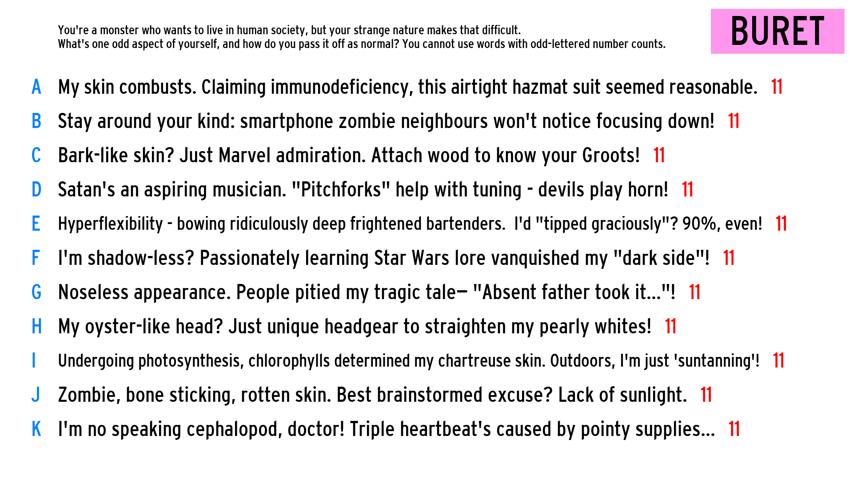 You're a monster who wants to live in human society, but your strange nature makes that difficult.
What's one odd aspect of yourself, and how do you pass it off as normal? You cannot use words with odd-lettered number counts.
BURET
A My skin combusts. Claiming immunodeficiency, this airtight hazmat suit seemed reasonable. 11
B Stay around your kind: smartphone zombie neighbours won't notice focusing down! 11
C Bark-like skin? Just Marvel admiration. Attach wood to know your Groots! 11
D Satan's an aspiring musician. "Pitchforks" help with tuning - devils play horn! 11
E Hyperflexibility - bowing ridiculously deep frightened bartenders. I'd "tipped graciously"? 90%, even! 11
F I'm shadow-less? Passionately learning Star Wars lore vanquished my "dark side"! 11
G Noseless appearance. People pitied my tragic tale— "Absent father took it..."! 11
H My oyster-like head? Just unique headgear to straighten my pearly whites! 11
I Undergoing photosynthesis, chlorophylls determined my chartreuse skin. Outdoors, I'm just 'suntanning'! 11
J Zombie, bone sticking, rotten skin. Best brainstormed excuse? Lack of sunlight. 11
K I'm no speaking cephalopod, doctor! Triple heartbeat's caused by pointy supplies... 11